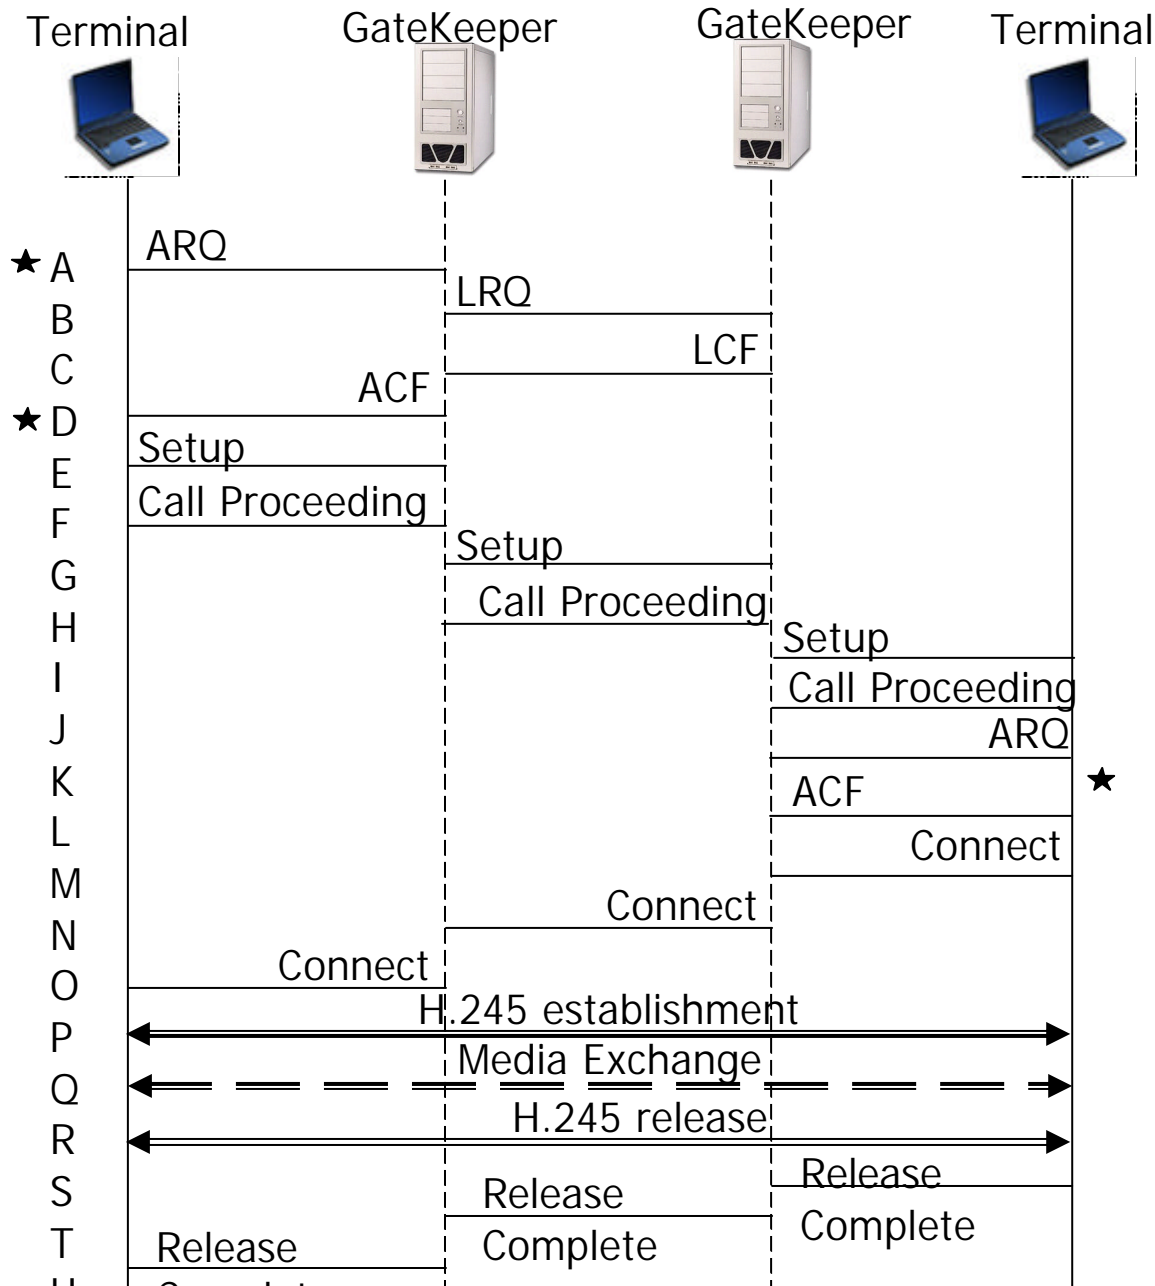 Terminal
GateKeeper
GateKeeper
Terminal
ARQ
★ A
LRQ
B
LCF
C
ACF
★ D
Setup
E
Call Proceeding
F
Setup
G
Call Proceeding
H
Setup
I
Call Proceeding
J
ARQ
K
★
ACF
L
Connect
M
Connect
N
Connect
O
H.245 establishment
P
Media Exchange
Q
H.245 release
R
Release
S
Release
Complete
T
Release
Complete